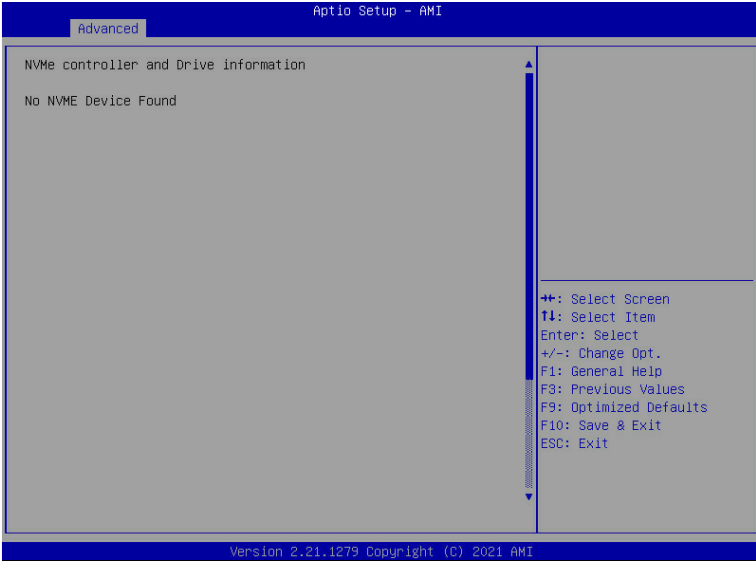 Aptio Setup – AMI
Advanced
NVMe controller and Drive information
No NVME Device Found
→←: Select Screen
↑↓: Select Item
Enter: Select
+/-: Change Opt.
F1: General Help
F3: Previous Values
F9: Optimized Defaults
F10: Save & Exit
ESC: Exit
Version 2.21.1279 Copyright (C) 2021 AMI